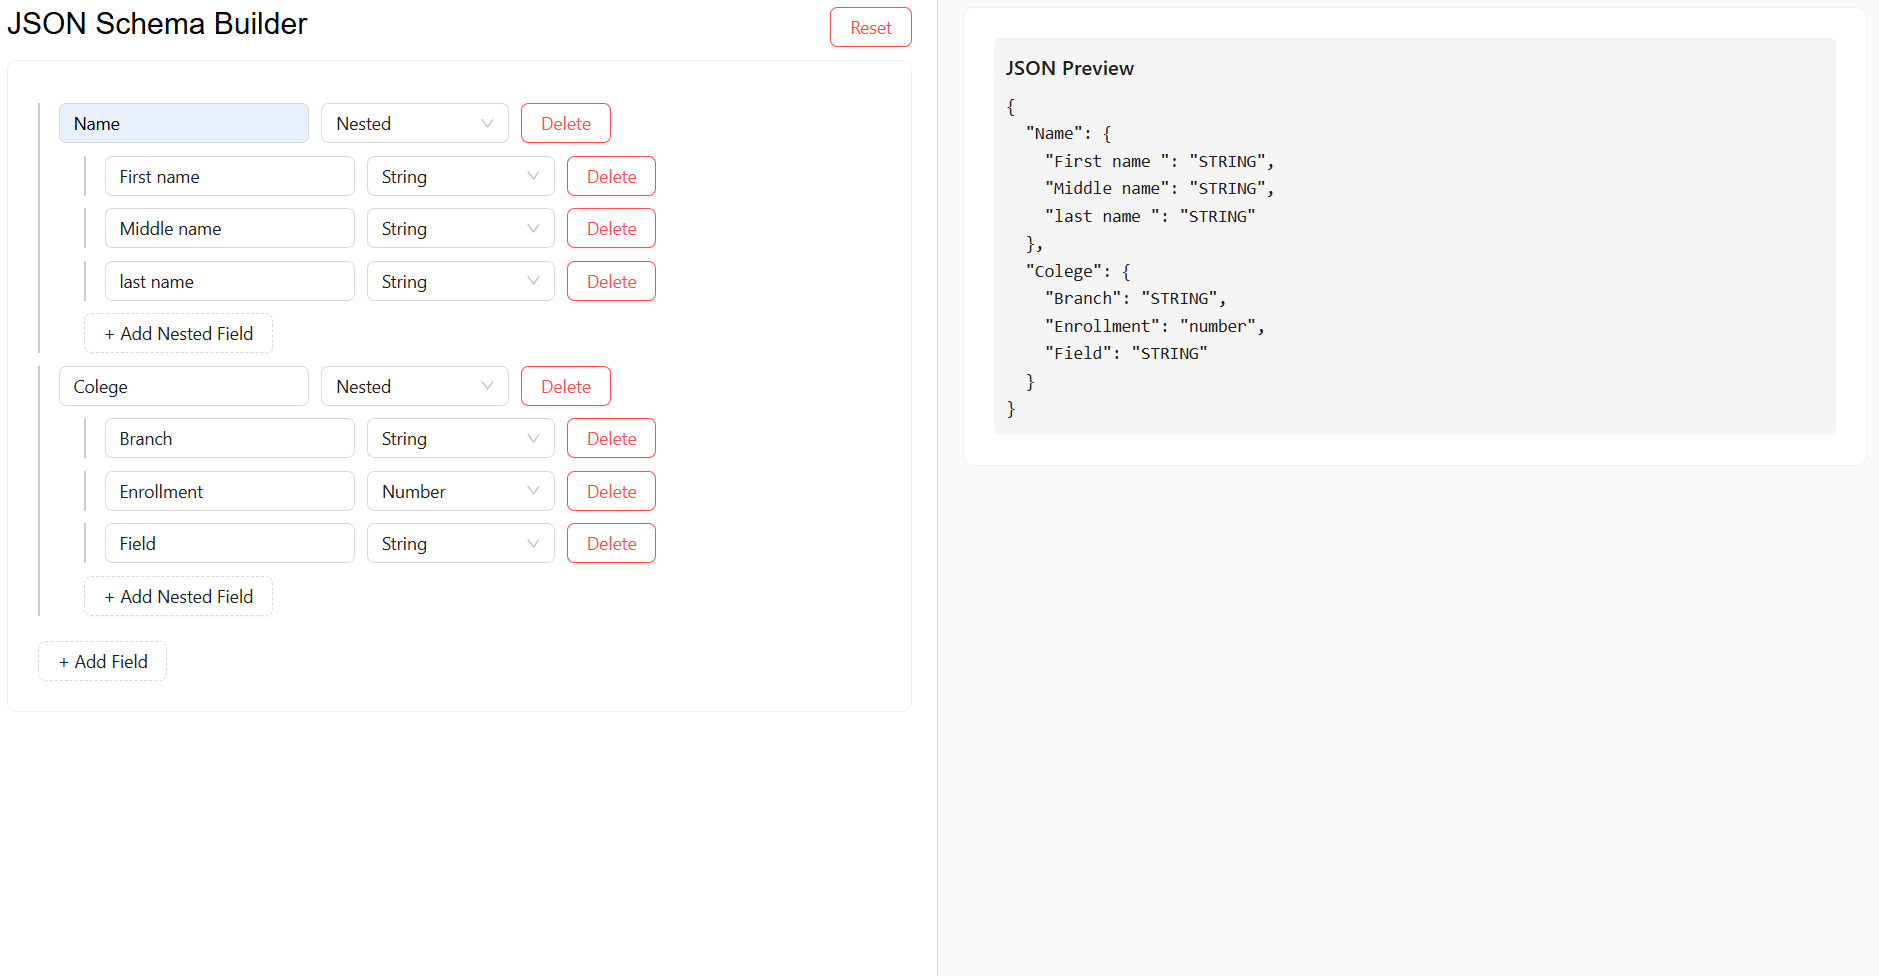 JSON Schema Builder
Reset
Name Nested Delete
First name String Delete
Middle name String Delete
last name String Delete
+ Add Nested Field
Colege Nested Delete
Branch String Delete
Enrollment Number Delete
Field String Delete
+ Add Nested Field
+ Add Field
JSON Preview
{
  "Name": {
    "First name ": "STRING",
    "Middle name": "STRING",
    "last name ": "STRING"
  },
  "Colege": {
    "Branch": "STRING",
    "Enrollment": "number",
    "Field": "STRING"
  }
}